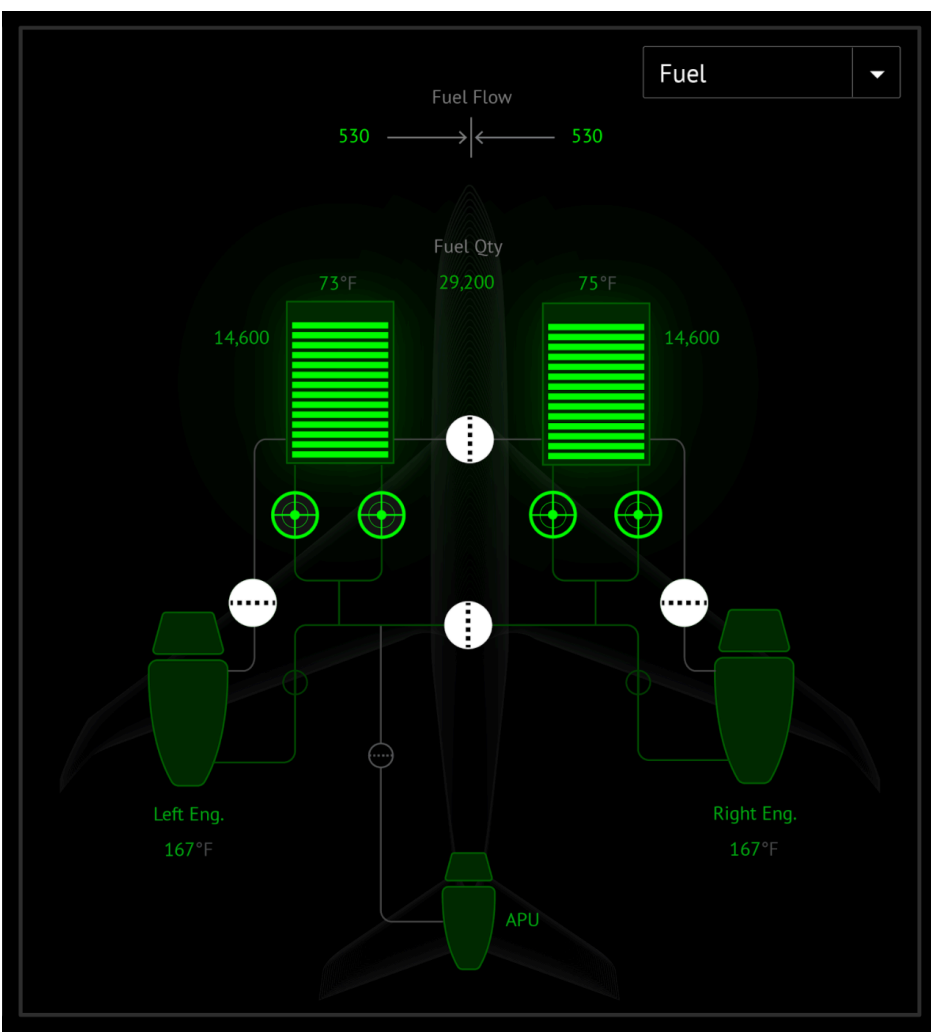 Fuel
Fuel Flow
530 530
Fuel Qty
73°F 29,200 75°F
14,600 14,600
Left Eng. Right Eng.
167°F 167°F
APU